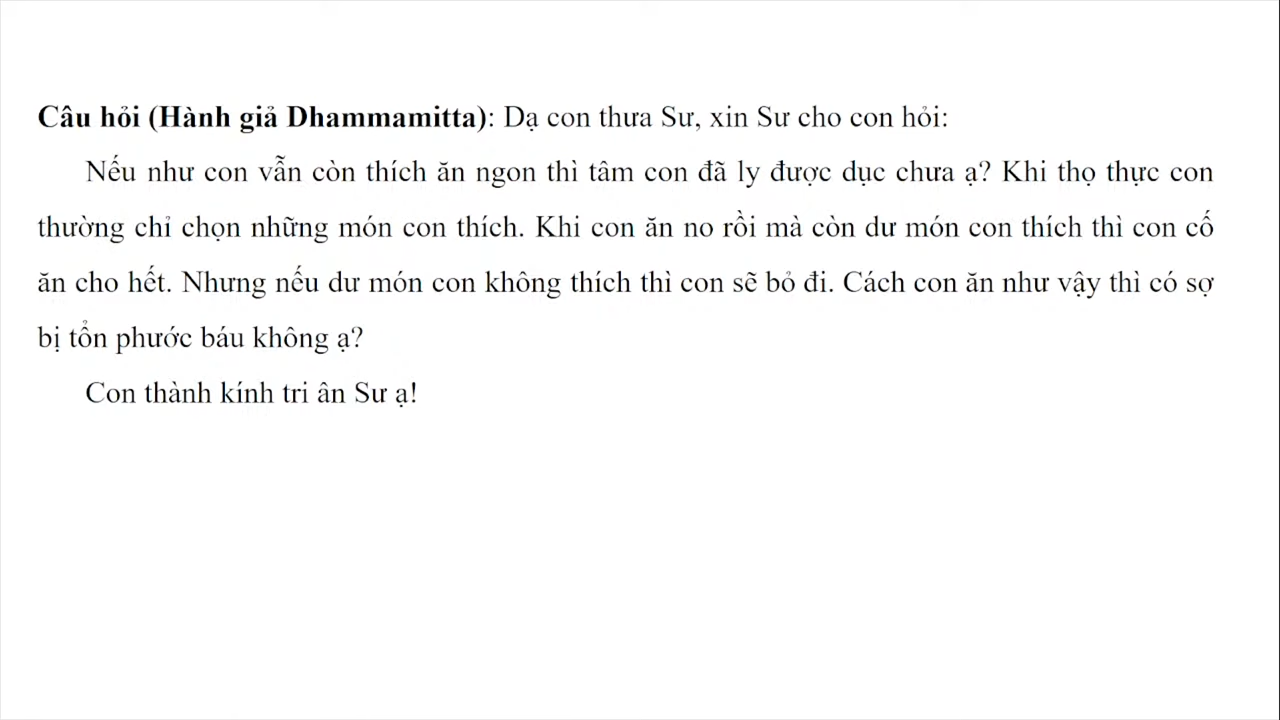 Câu hỏi (Hành giả Dhammamitta): Dạ con thưa Sư, xin Sư cho con hỏi:
Nếu như con vẫn còn thích ăn ngon thì tâm con đã ly được dục chưa ạ? Khi thọ thực con
thường chỉ chọn những món con thích. Khi con ăn no rồi mà còn dư món con thích thì con cố
ăn cho hết. Nhưng nếu dư món con không thích thì con sẽ bỏ đi. Cách con ăn như vậy thì có sợ
bị tổn phước báu không ạ?
Con thành kính tri ân Sư ạ!